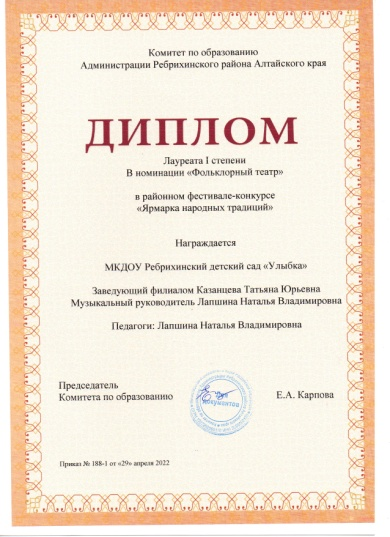 Комитет по образованию
Администрации Ребрихинского района Алтайского края
ДИПЛОМ
Лауреата I степени
В номинации «Фольклорный театр»
в районном фестивале-конкурсе
«Ярмарка народных традиций»
Награждается
МКДОУ Ребрихинский детский сад «Улыбка»
Заведующий филиалом Казанцева Татьяна Юрьевна
Музыкальный руководитель Лапшина Наталья Владимировна
Педагоги: Лапшина Наталья Владимировна
Председатель
Комитета по образованию
Е.А. Карпова
документов
Приказ № 188-1 от «29» апреля 2022